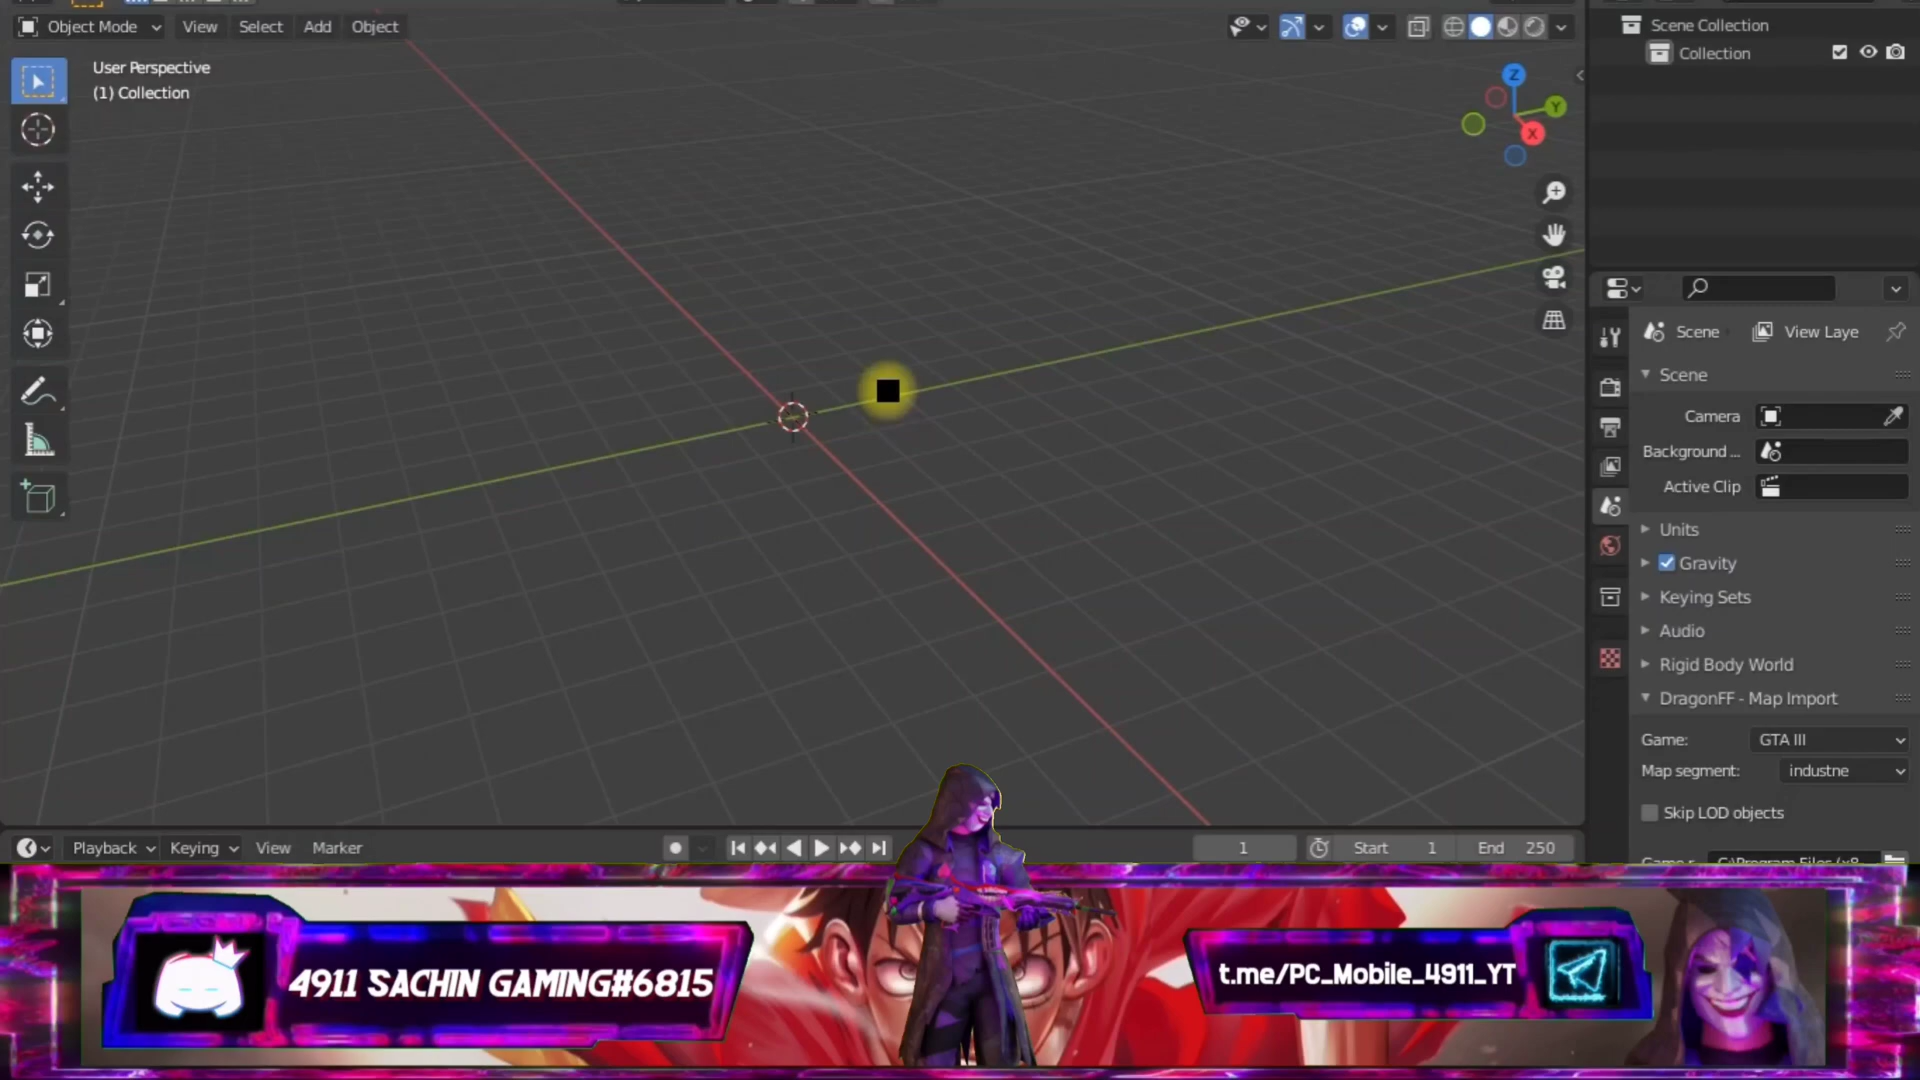 Object Mode View Select Add Object
User Perspective
(1) Collection
Z
Y
X
Scene Collection
Collection
Scene View Laye
Scene
Camera
Background ...
Active Clip
Units
Gravity
Keying Sets
Audio
Rigid Body World
DragonFF - Map Import
Game: GTA III
Map segment: industne
Skip LOD objects
Playback Keying View Marker
1 Start 1 End 250
4911 SACHIN GAMING#6815
t.me/PC_Mobile_4911_YT